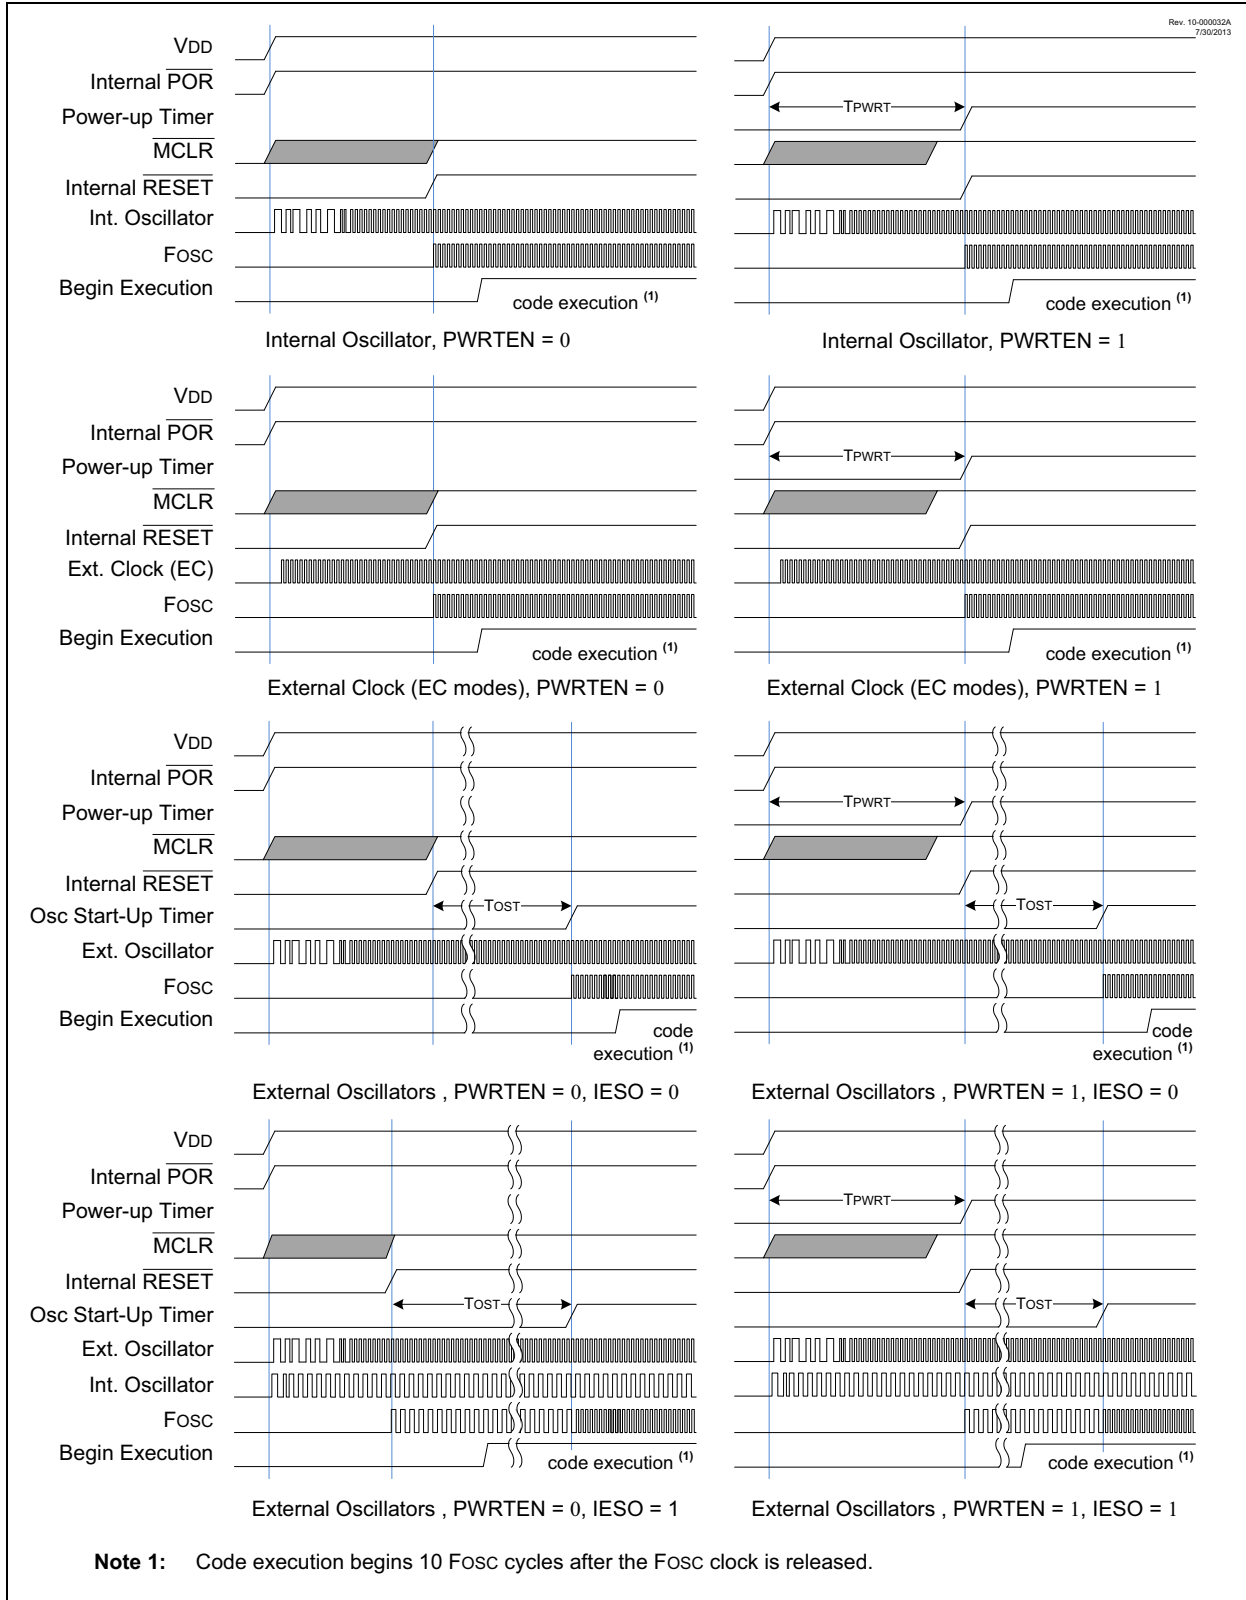 Rev. 10-000032A
7/30/2013
VDD
Internal POR
Power-up Timer
MCLR
Internal RESET
Int. Oscillator
FOSC
Begin Execution
code execution (1)
Internal Oscillator, PWRTEN = 0
TPWRT
code execution (1)
Internal Oscillator, PWRTEN = 1
VDD
Internal POR
Power-up Timer
MCLR
Internal RESET
Ext. Clock (EC)
FOSC
Begin Execution
code execution (1)
External Clock (EC modes), PWRTEN = 0
TPWRT
code execution (1)
External Clock (EC modes), PWRTEN = 1
VDD
Internal POR
Power-up Timer
MCLR
Internal RESET
Osc Start-Up Timer
Ext. Oscillator
FOSC
Begin Execution
TOST
code
execution (1)
External Oscillators , PWRTEN = 0, IESO = 0
TPWRT
TOST
code
execution (1)
External Oscillators , PWRTEN = 1, IESO = 0
VDD
Internal POR
Power-up Timer
MCLR
Internal RESET
Osc Start-Up Timer
Ext. Oscillator
Int. Oscillator
FOSC
Begin Execution
TOST
code execution (1)
External Oscillators , PWRTEN = 0, IESO = 1
TPWRT
TOST
code execution (1)
External Oscillators , PWRTEN = 1, IESO = 1
Note 1: Code execution begins 10 FOSC cycles after the FOSC clock is released.